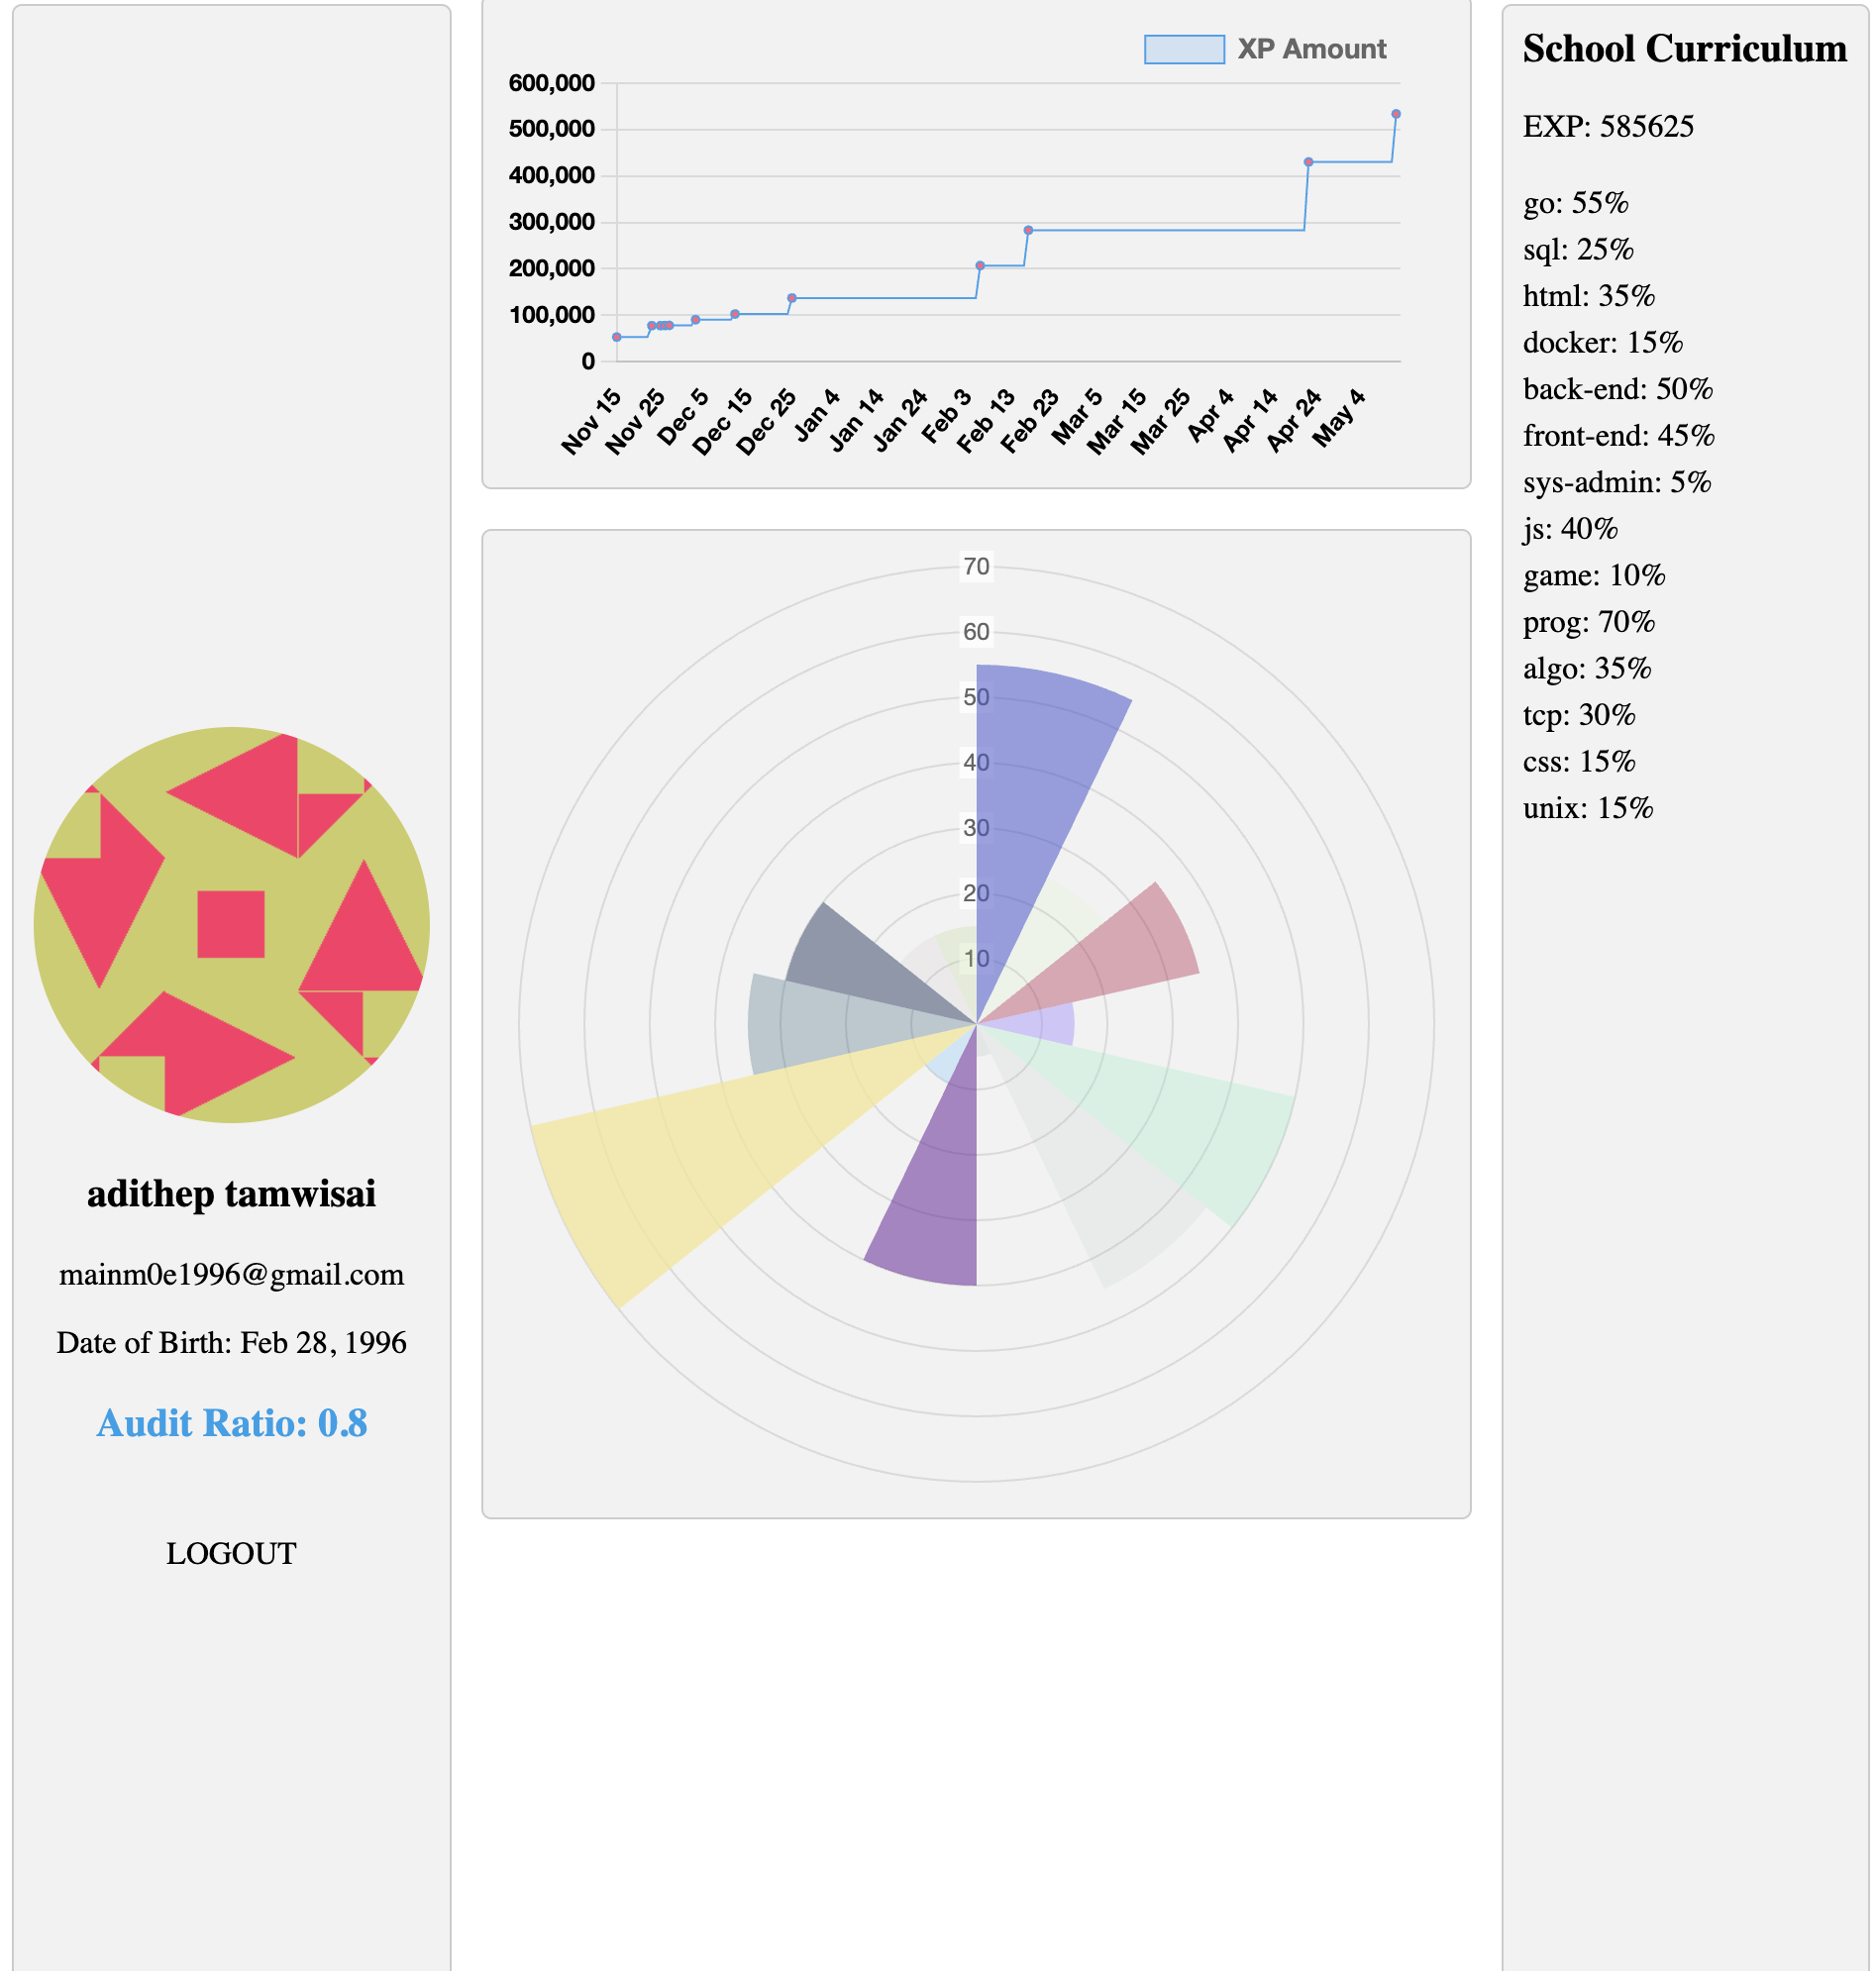 adithep tamwisai
mainm0e1996@gmail.com
Date of Birth: Feb 28, 1996
Audit Ratio: 0.8
LOGOUT
XP Amount
600,000
500,000
400,000
300,000
200,000
100,000
0
Nov 15
Nov 25
Dec 5
Dec 15
Dec 25
Jan 4
Jan 14
Jan 24
Feb 3
Feb 13
Feb 23
Mar 5
Mar 15
Mar 25
Apr 4
Apr 14
Apr 24
May 4
70
60
50
40
30
20
10
School Curriculum
EXP: 585625
go: 55%
sql: 25%
html: 35%
docker: 15%
back-end: 50%
front-end: 45%
sys-admin: 5%
js: 40%
game: 10%
prog: 70%
algo: 35%
tcp: 30%
css: 15%
unix: 15%